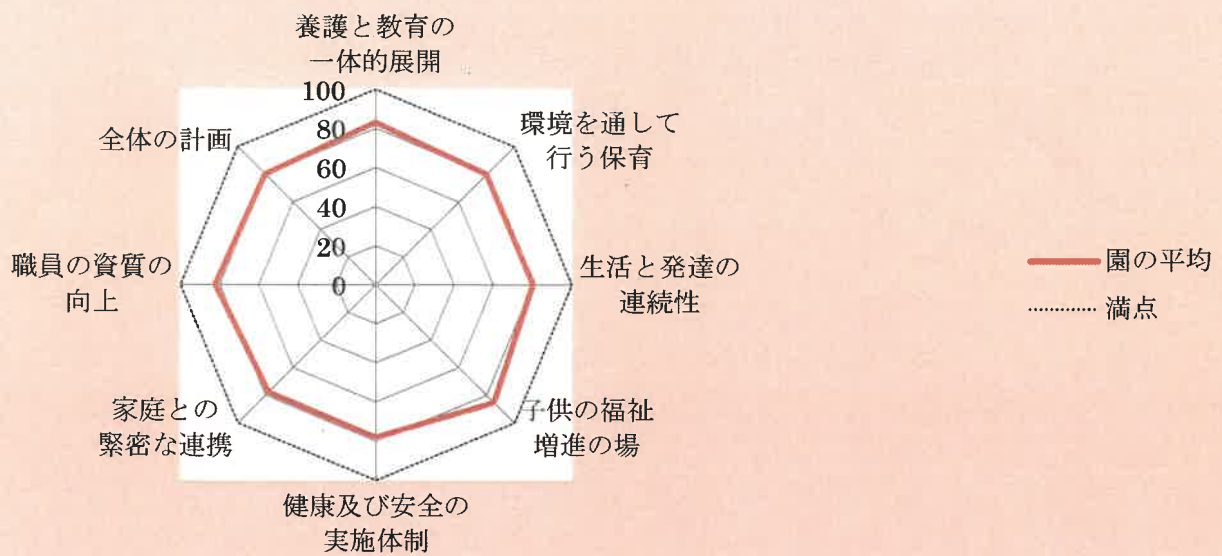 養護と教育の
一体的展開
100
80
60
40
20
0
環境を通して
行う保育
生活と発達の
連続性
子供の福祉
増進の場
健康及び安全の
実施体制
家庭との
緊密な連携
職員の資質の
向上
全体の計画
園の平均
満点